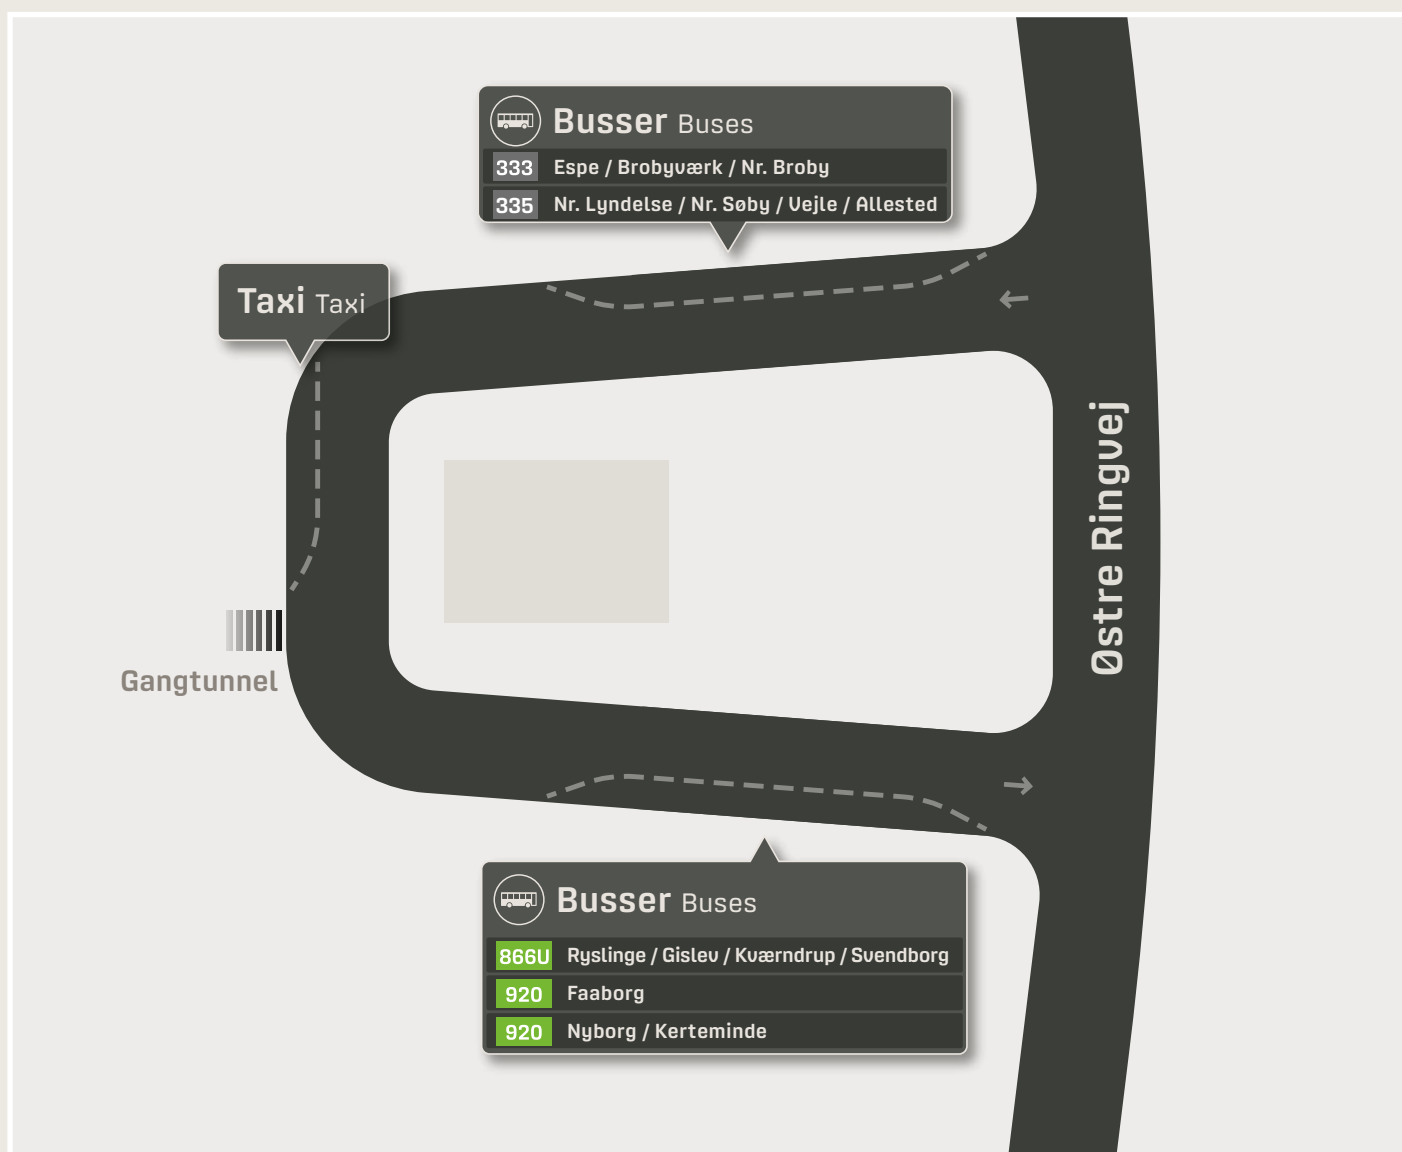 Busser Buses
333 Espe / Brobyværk / Nr. Broby
335 Nr. Lyndelse / Nr. Søby / Vejle / Allested
Taxi Taxi
Østre Ringvej
Gangtunnel
Busser Buses
866U Ryslinge / Gislev / Kværndrup / Svendborg
920 Faaborg
920 Nyborg / Kerteminde